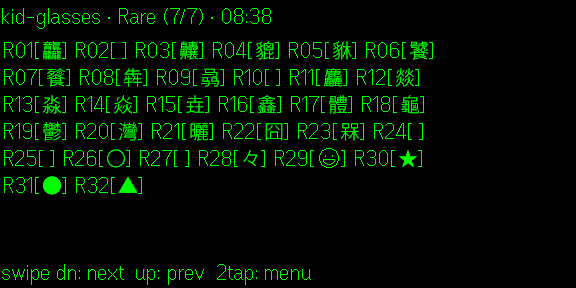 kid-glasses · Rare (7/7) · 08:38
R01[龘] R02[ ] R03[齉] R04[貔] R05[貅] R06[饕]
R07[餮] R08[犇] R09[骉] R10[ ] R11[麤] R12[燚]
R13[淼] R14[焱] R15[垚] R16[鑫] R17[體] R18[龜]
R19[鬱] R20[灣] R21[曬] R22[囧] R23[槑] R24[ ]
R25[ ] R26[〇] R27[ ] R28[々] R29[😀] R30[★]
R31[●] R32[▲]
swipe dn: next  up: prev  2tap: menu